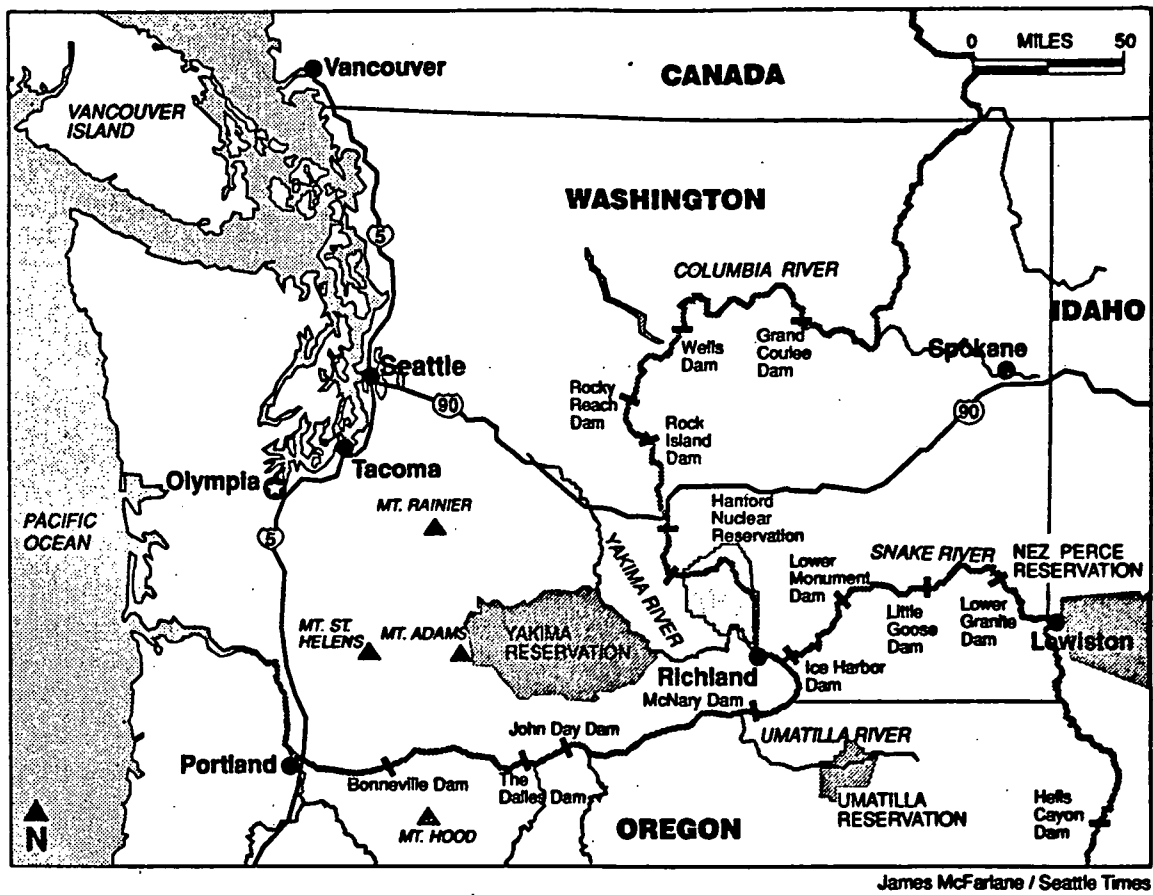 0 MILES 50
Vancouver
CANADA
VANCOUVER
ISLAND
WASHINGTON
5
COLUMBIA RIVER
IDAHO
Wells
Dam
Grand
Coulee
Dam
Spokane
Seattle
90
Rocky
Reach
Dam
90
Rock
Island
Dam
Tacoma
Olympia
MT. RAINIER
Hanford
Nuclear
Reservation
PACIFIC
OCEAN
5
YAKIMA RIVER
SNAKE RIVER
NEZ PERCE
RESERVATION
Lower
Monument
Dam
Little
Goose
Dam
Lower
Granite
Dam
MT. ST.
HELENS
MT. ADAMS
YAKIMA
RESERVATION
Lewiston
Richland
Ice Harbor
Dam
McNary Dam
John Day Dam
UMATILLA RIVER
Portland
Bonneville Dam
The
Dalles Dam
UMATILLA
RESERVATION
Hells
Cayon
Dam
N
MT. HOOD
OREGON
James McFarlane / Seattle Times